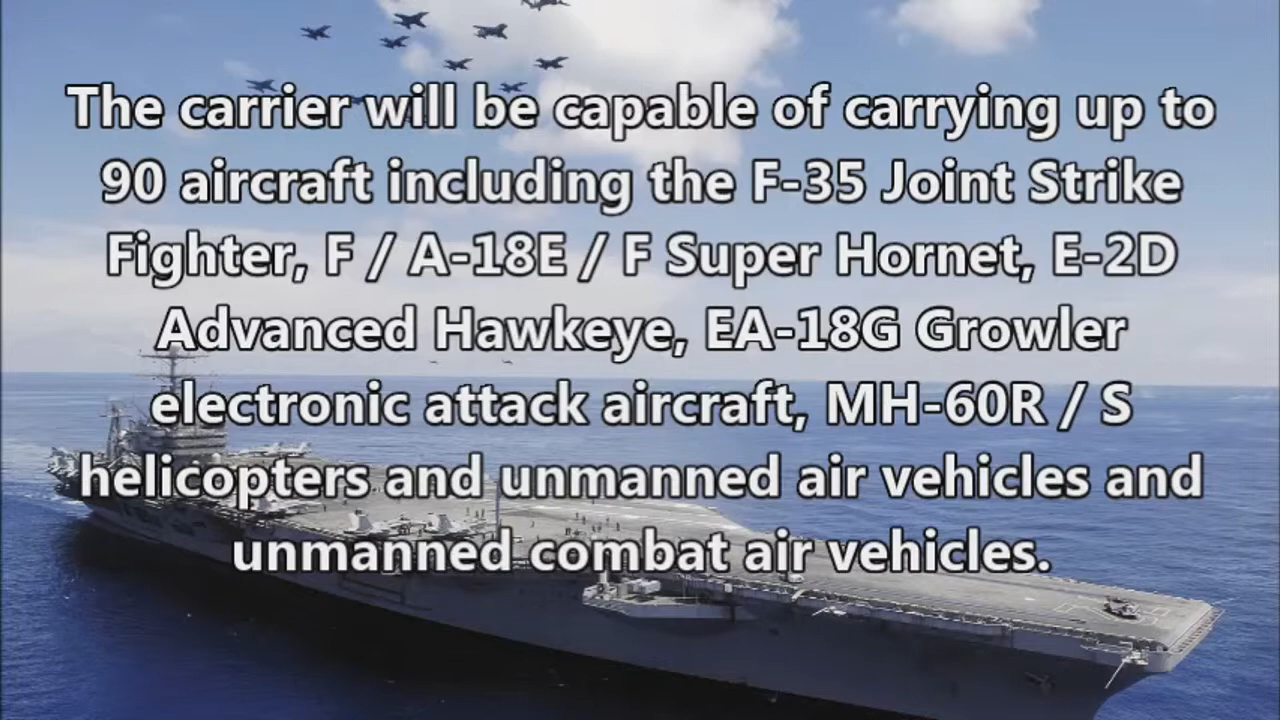 The carrier will be capable of carrying up to
90 aircraft including the F-35 Joint Strike
Fighter, F / A-18E / F Super Hornet, E-2D
Advanced Hawkeye, EA-18G Growler
electronic attack aircraft, MH-60R / S
helicopters and unmanned air vehicles and
unmanned combat air vehicles.